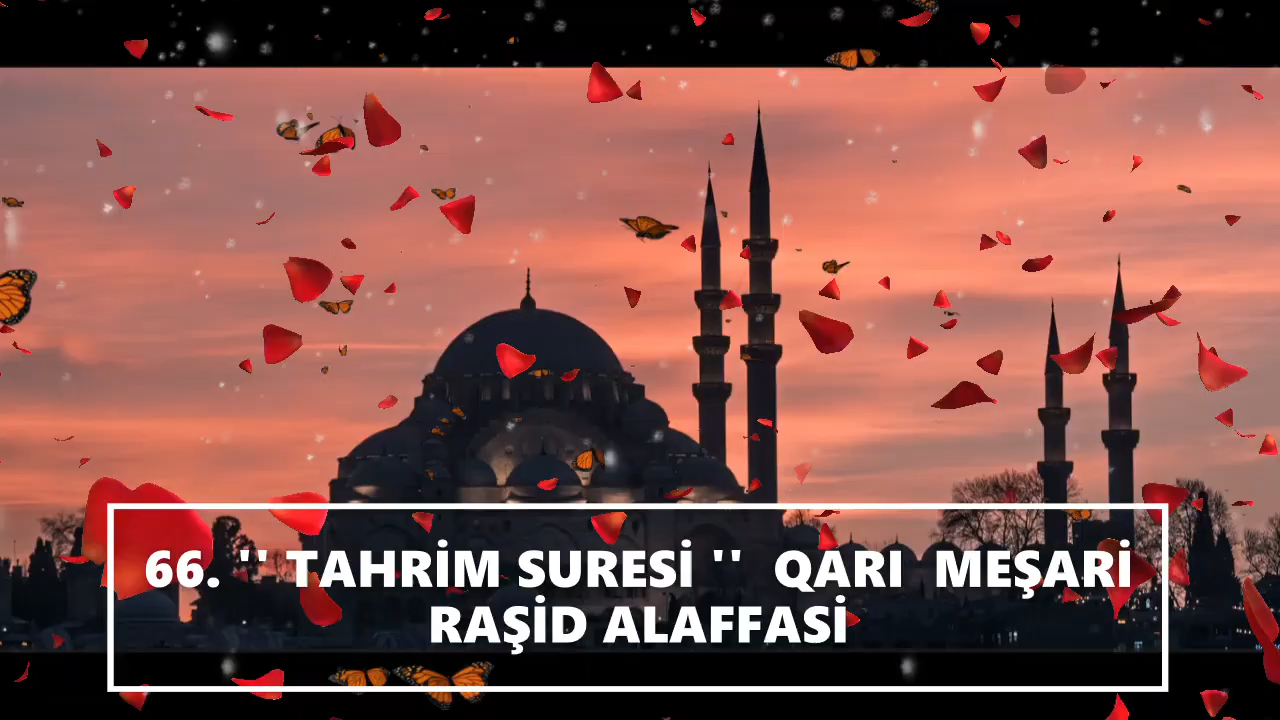 66. '' TAHRİM SURESİ '' QARI MEŞARİ
RAŞİD ALAFFASİ